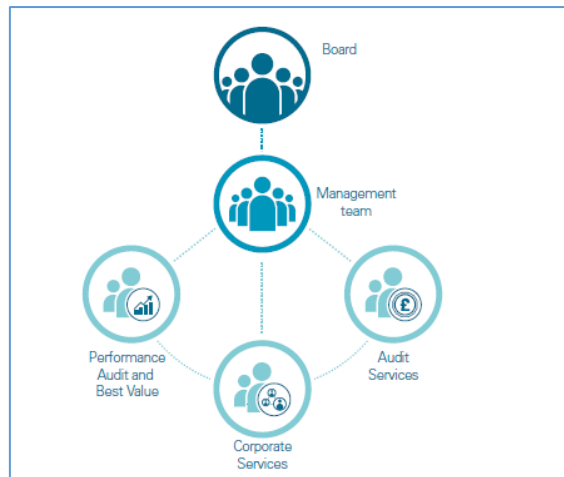 Board
Management
team
Performance
Audit and
Best Value
£
Audit
Services
Corporate
Services